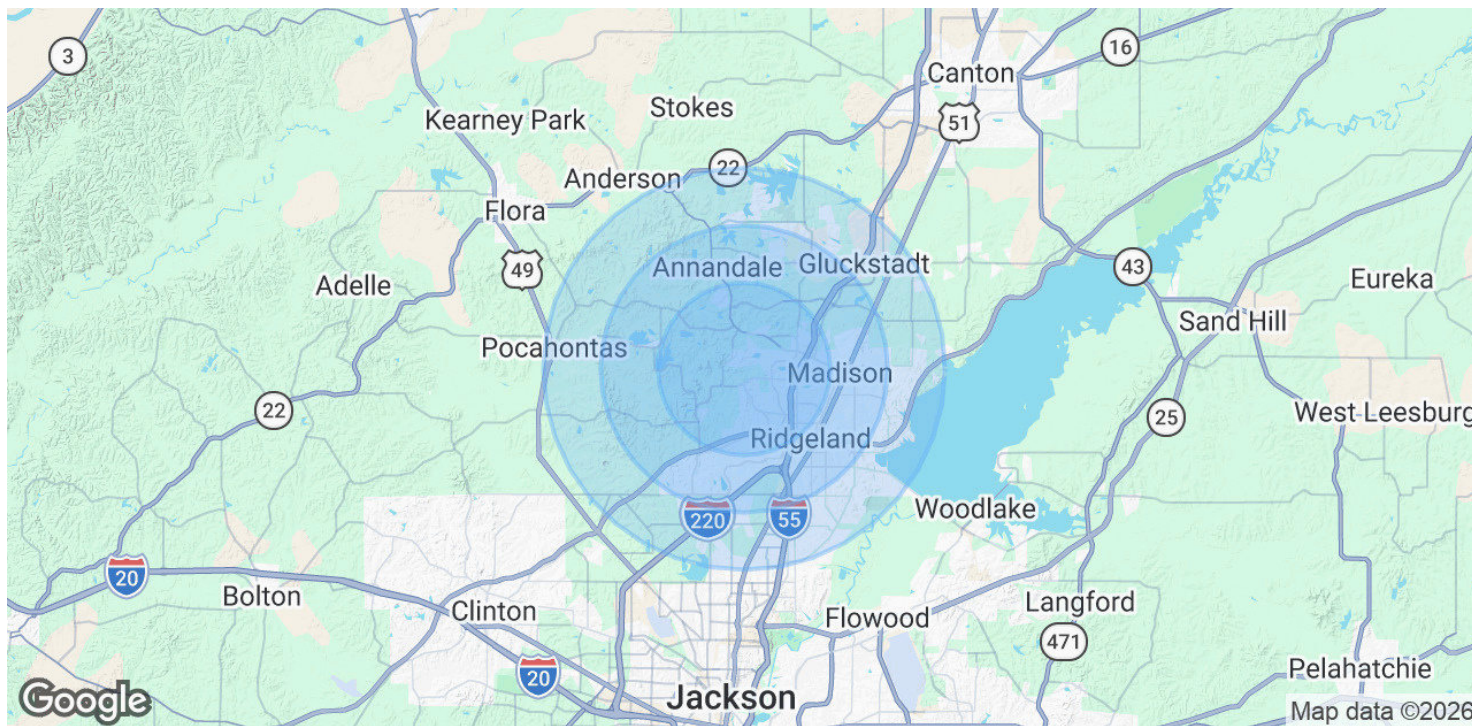 3
16
Canton
Stokes
51
Kearney Park
22
Anderson
Flora
Annandale
Gluckstadt
43
49
Eureka
Adelle
Sand Hill
Pocahontas
Madison
22
West Leesburg
25
Ridgeland
Woodlake
220
55
20
Bolton
Clinton
Langford
Flowood
471
20
Pelahatchie
Jackson
Google
Map data ©2026